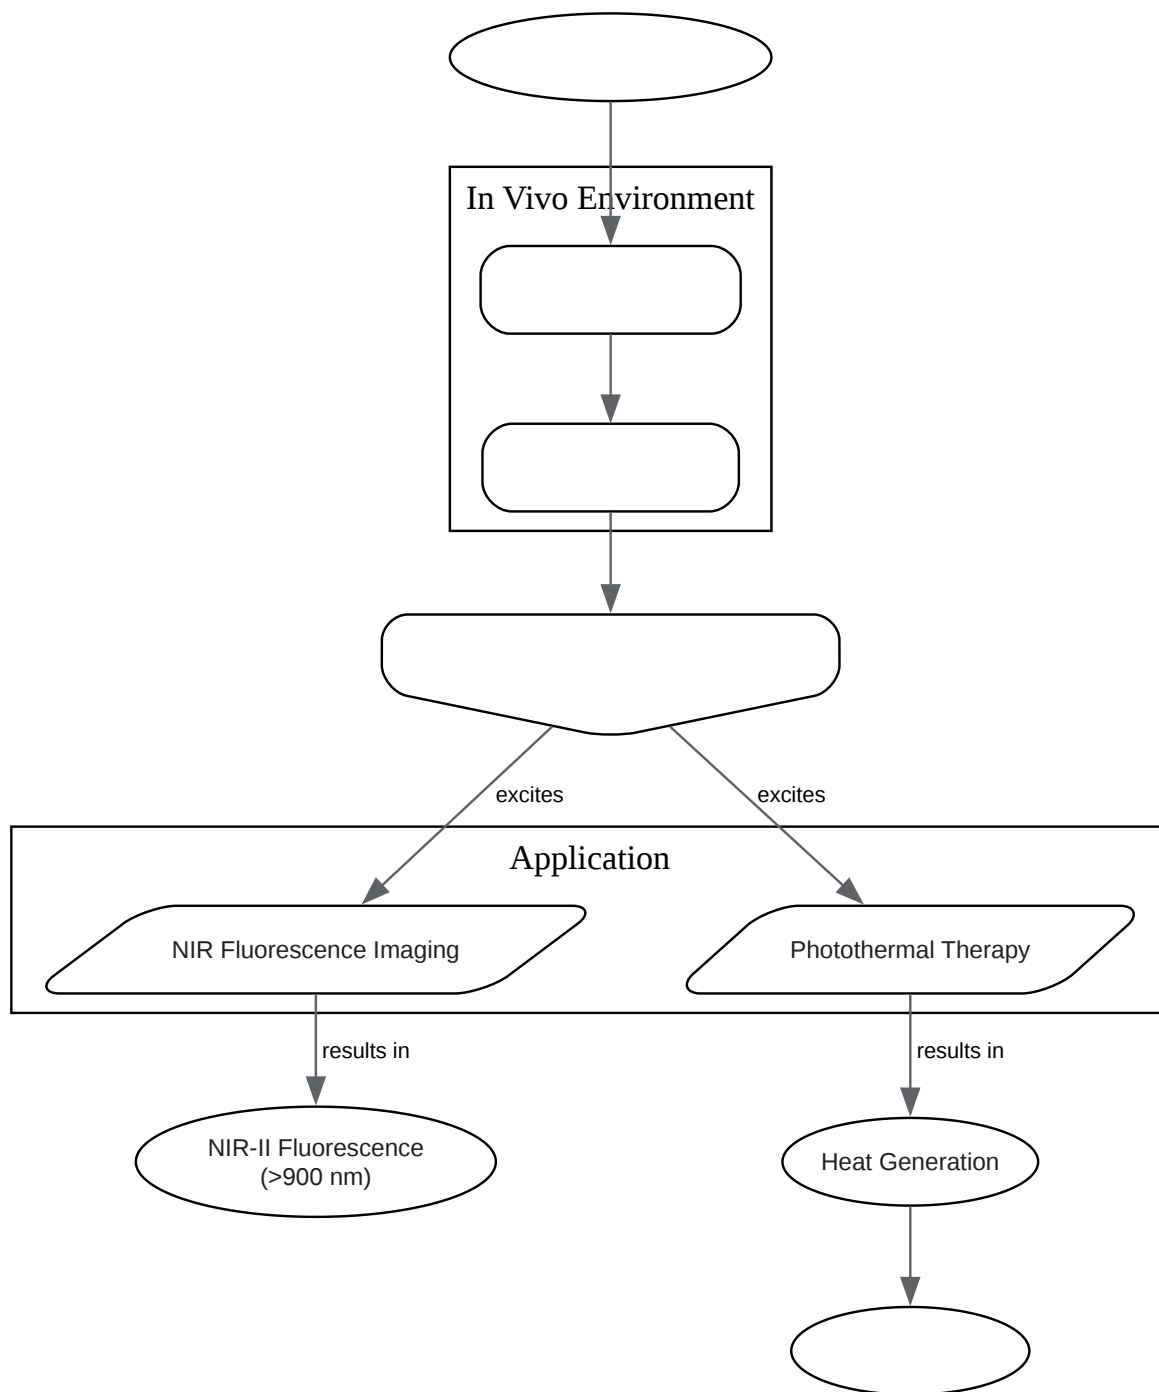 In Vivo Environment
excites
excites
Application
NIR Fluorescence Imaging
Photothermal Therapy
results in
results in
NIR-II Fluorescence
(>900 nm)
Heat Generation